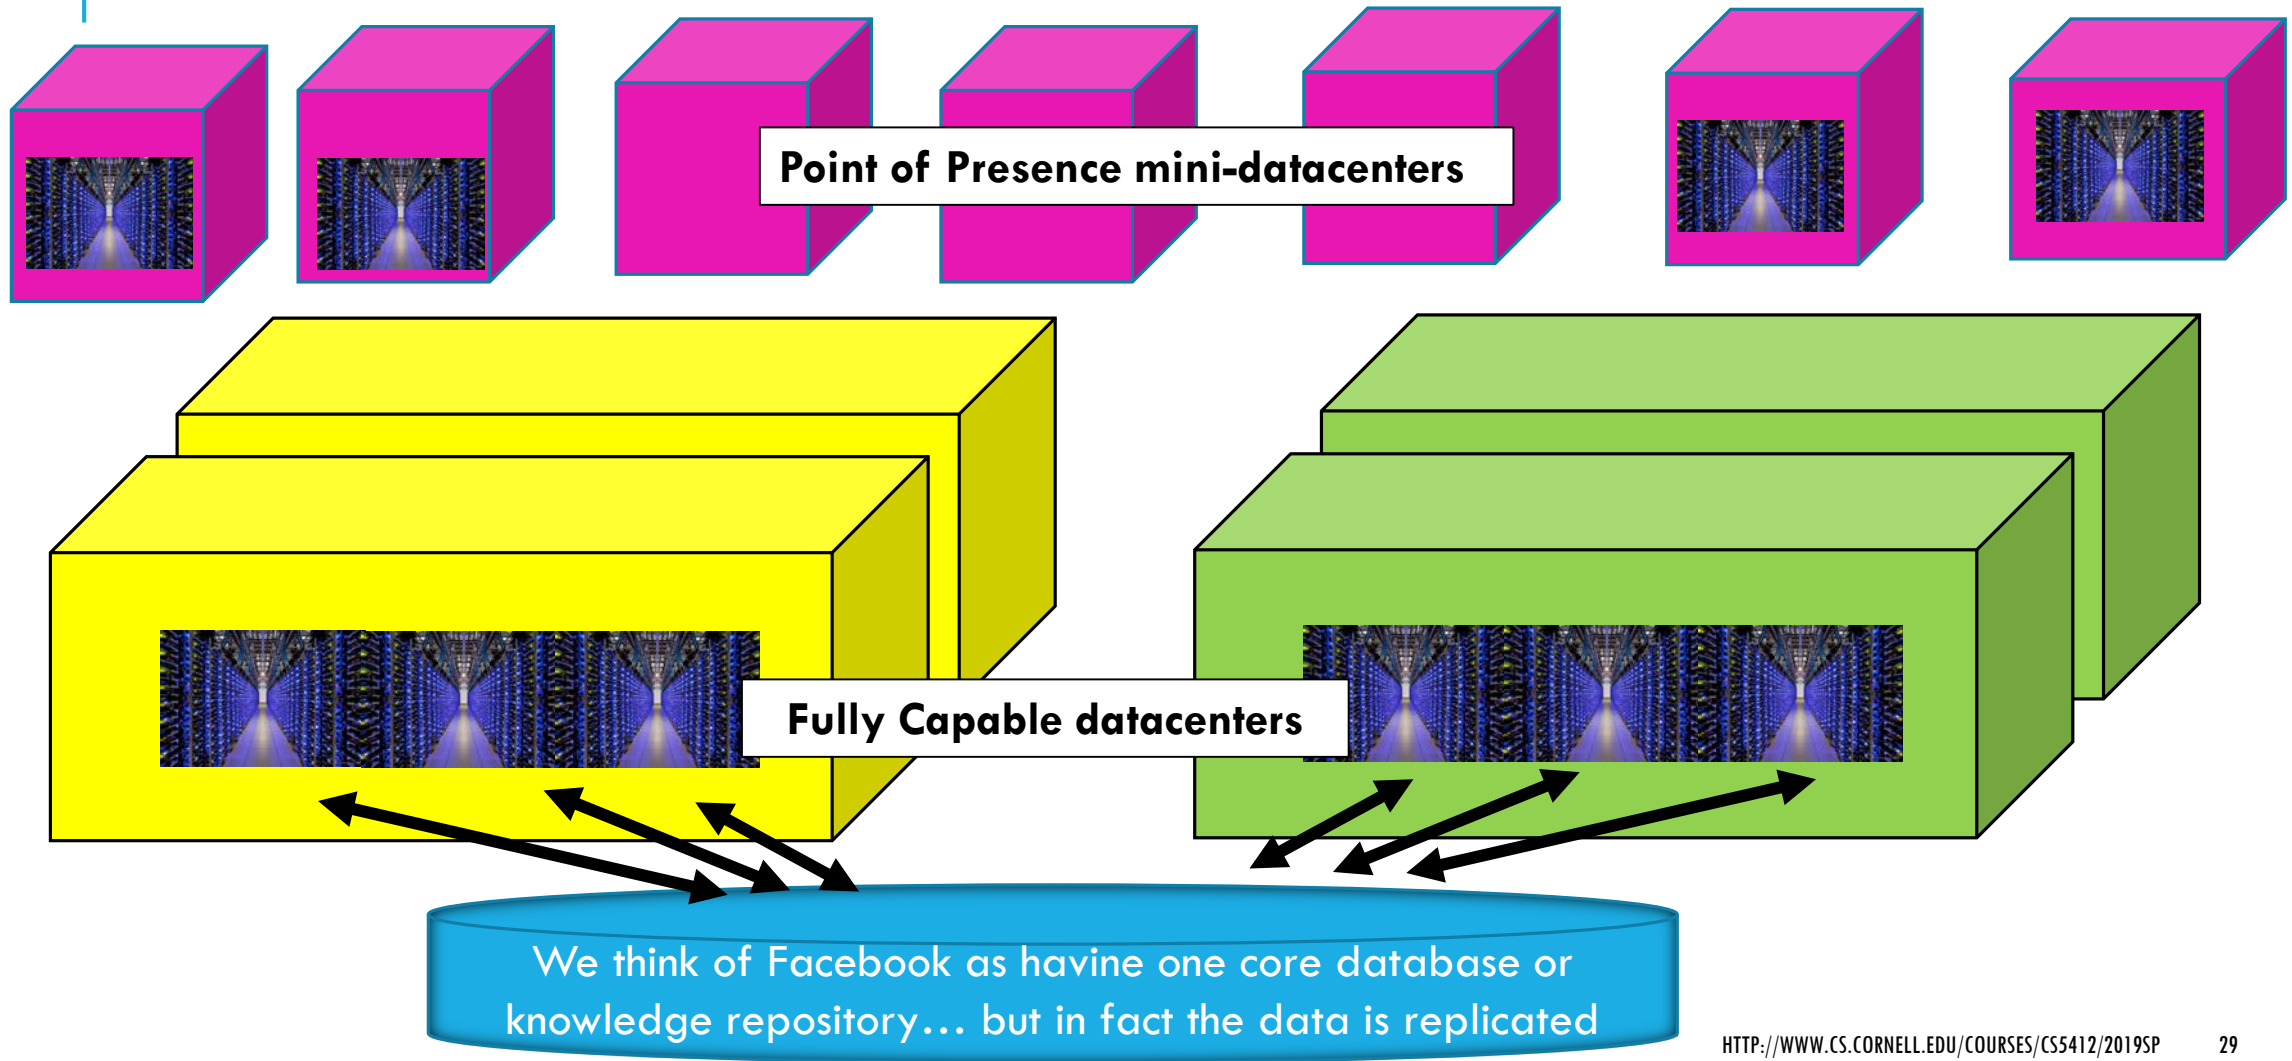 Point of Presence mini-datacenters
Fully Capable datacenters
We think of Facebook as havine one core database or
knowledge repository... but in fact the data is replicated
HTTP://WWW.CS.CORNELL.EDU/COURSES/CS5412/2019SP 29